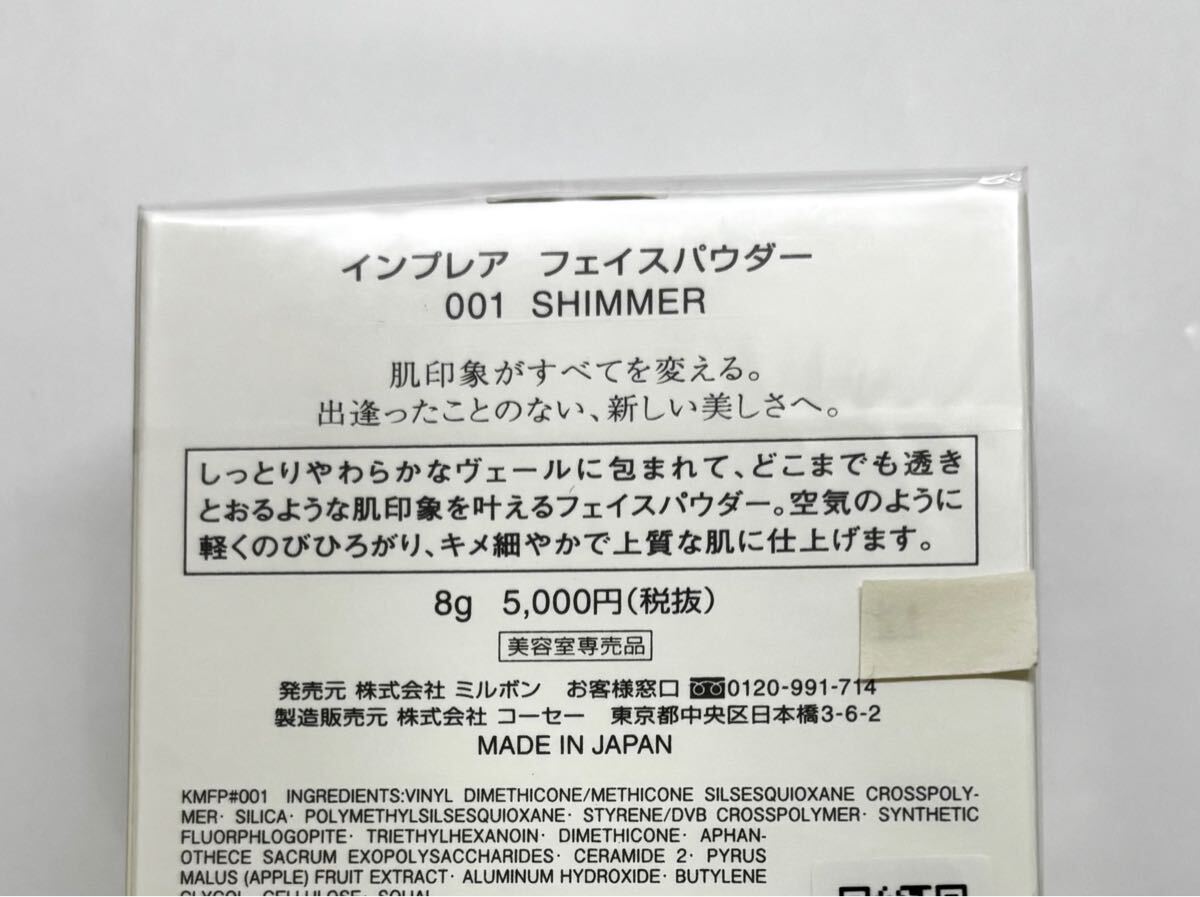 インプレア フェイスパウダー
001 SHIMMER
肌印象がすべてを変える。
出逢ったことのない、新しい美しさへ。
しっとりやわらかなヴェールに包まれて、どこまでも透き
とおるような肌印象を叶えるフェイスパウダー。空気のように
軽くのびひろがり、キメ細やかで上質な肌に仕上げます。
8g 5,000円(税抜)
美容室専売品
発売元 株式会社 ミルボン お客様窓口 0120-991-714
製造販売元 株式会社 コーセー 東京都中央区日本橋3-6-2
MADE IN JAPAN
KMFP#001 INGREDIENTS:VINYL DIMETHICONE/METHICONE SILSESQUIOXANE CROSSPOLY-
MER· SILICA· POLYMETHYLSILSESQUIOXANE· STYRENE/DVB CROSSPOLYMER· SYNTHETIC
FLUORPHLOGOPITE· TRIETHYLHEXANOIN· DIMETHICONE· APHAN-
OTHECE SACRUM EXOPOLYSACCHARIDES· CERAMIDE 2· PYRUS
MALUS (APPLE) FRUIT EXTRACT· ALUMINUM HYDROXIDE· BUTYLENE
GLYCOL· CELLULOSE·